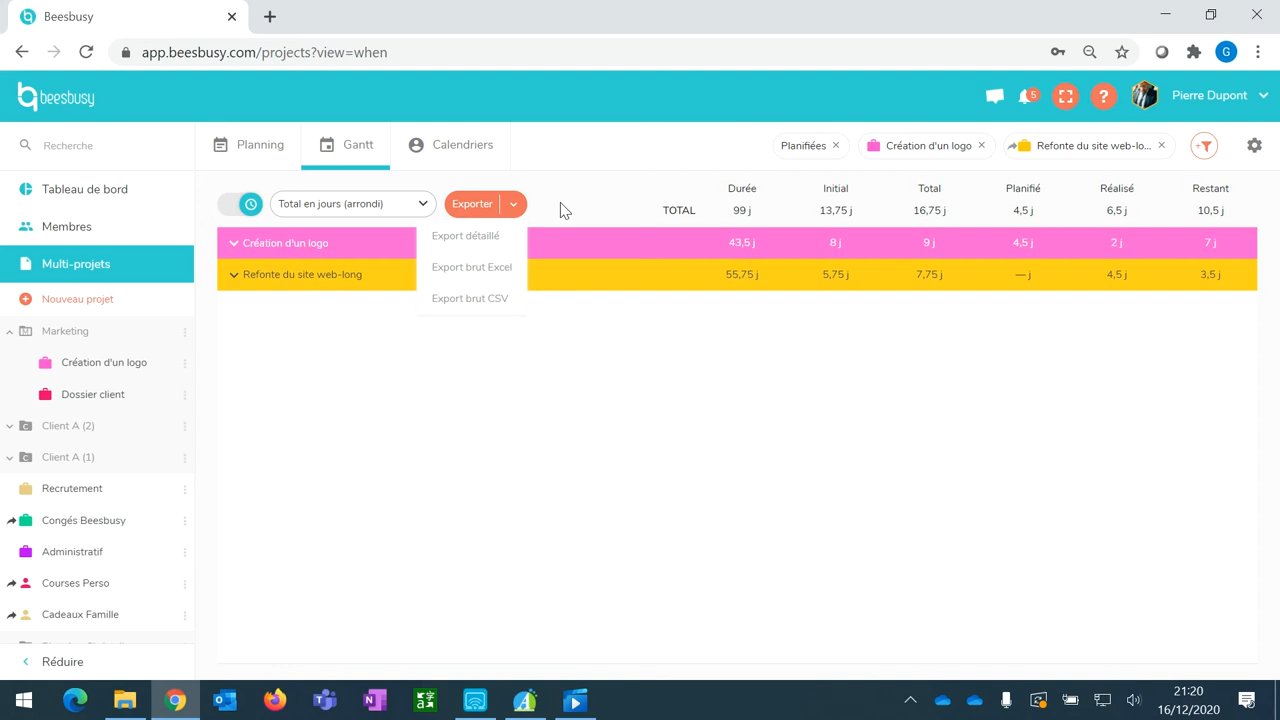 Beesbusy
app.beesbusy.com/projects?view=when
G
beesbusy
5
?
Pierre Dupont
Recherche
Planning
Gantt
Calendriers
Planifiées
Création d'un logo
Refonte du site web-lo...
Tableau de bord
Membres
Multi-projets
Nouveau projet
Marketing
Création d'un logo
Dossier client
Client A (2)
Client A (1)
Recrutement
Congés Beesbusy
Administratif
Courses Perso
Cadeaux Famille
Réduire
Total en jours (arrondi)
Exporter
Export détaillé
Export brut Excel
Export brut CSV
Durée Initial Total Planifié Réalisé Restant
TOTAL 99 j 13,75 j 16,75 j 4,5 j 6,5 j 10,5 j
Création d'un logo 43,5 j 8 j 9 j 4,5 j 2 j 7 j
Refonte du site web-long 55,75 j 5,75 j 7,75 j — j 4,5 j 3,5 j
21:20
16/12/2020